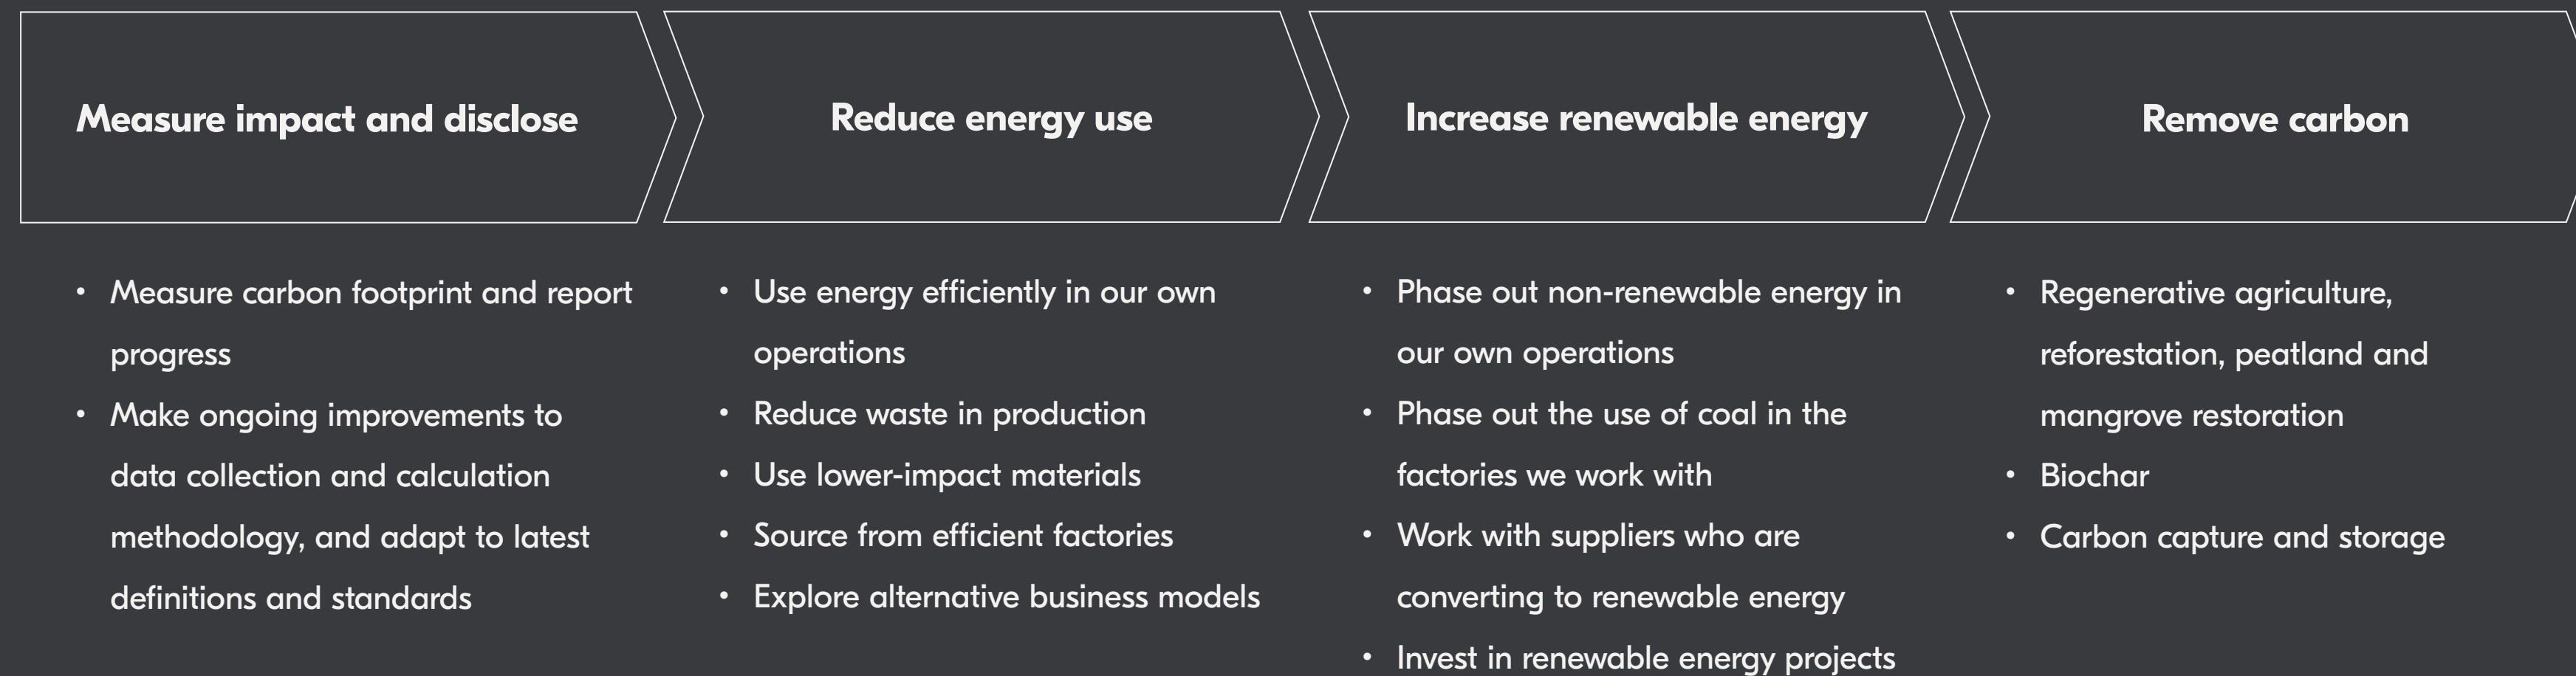 Measure impact and disclose
• Measure carbon footprint and report
progress
• Make ongoing improvements to
data collection and calculation
methodology, and adapt to latest
definitions and standards
Reduce energy use
• Use energy efficiently in our own
operations
• Reduce waste in production
• Use lower-impact materials
• Source from efficient factories
• Explore alternative business models
Increase renewable energy
• Phase out non-renewable energy in
our own operations
• Phase out the use of coal in the
factories we work with
• Work with suppliers who are
converting to renewable energy
• Invest in renewable energy projects
Remove carbon
• Regenerative agriculture,
reforestation, peatland and
mangrove restoration
• Biochar
• Carbon capture and storage